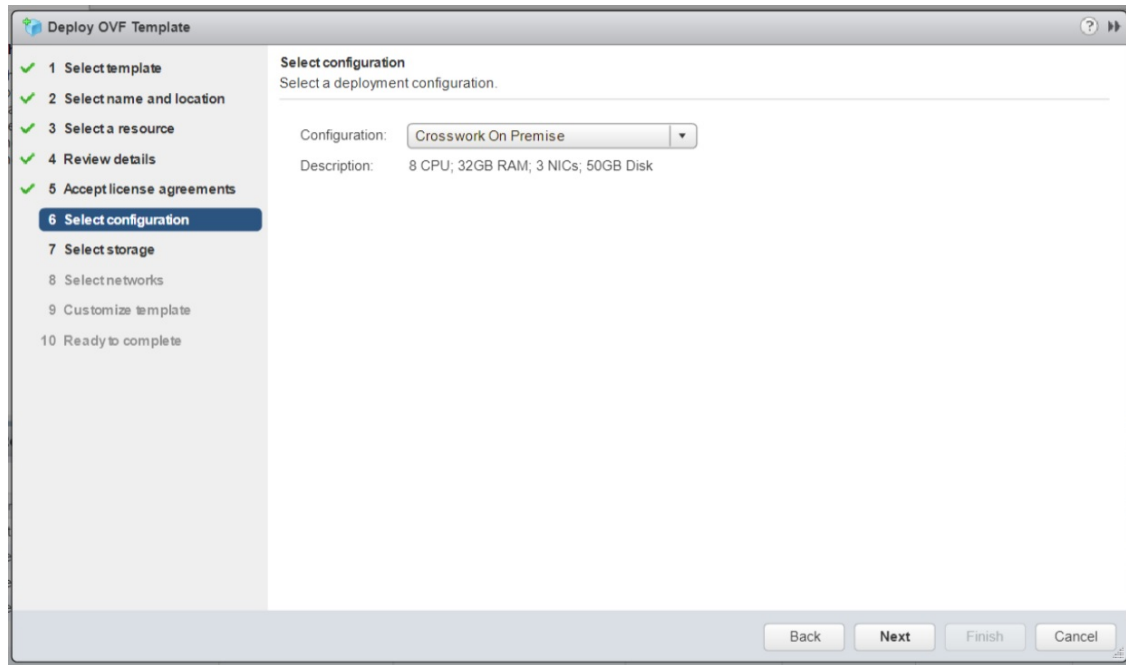 Deploy OVF Template
1 Select template
2 Select name and location
3 Select a resource
4 Review details
5 Accept license agreements
6 Select configuration
7 Select storage
8 Select networks
9 Customize template
10 Ready to complete
Select configuration
Select a deployment configuration.
Configuration: Crosswork On Premise
Description: 8 CPU; 32GB RAM; 3 NICs; 50GB Disk
Back Next Finish Cancel